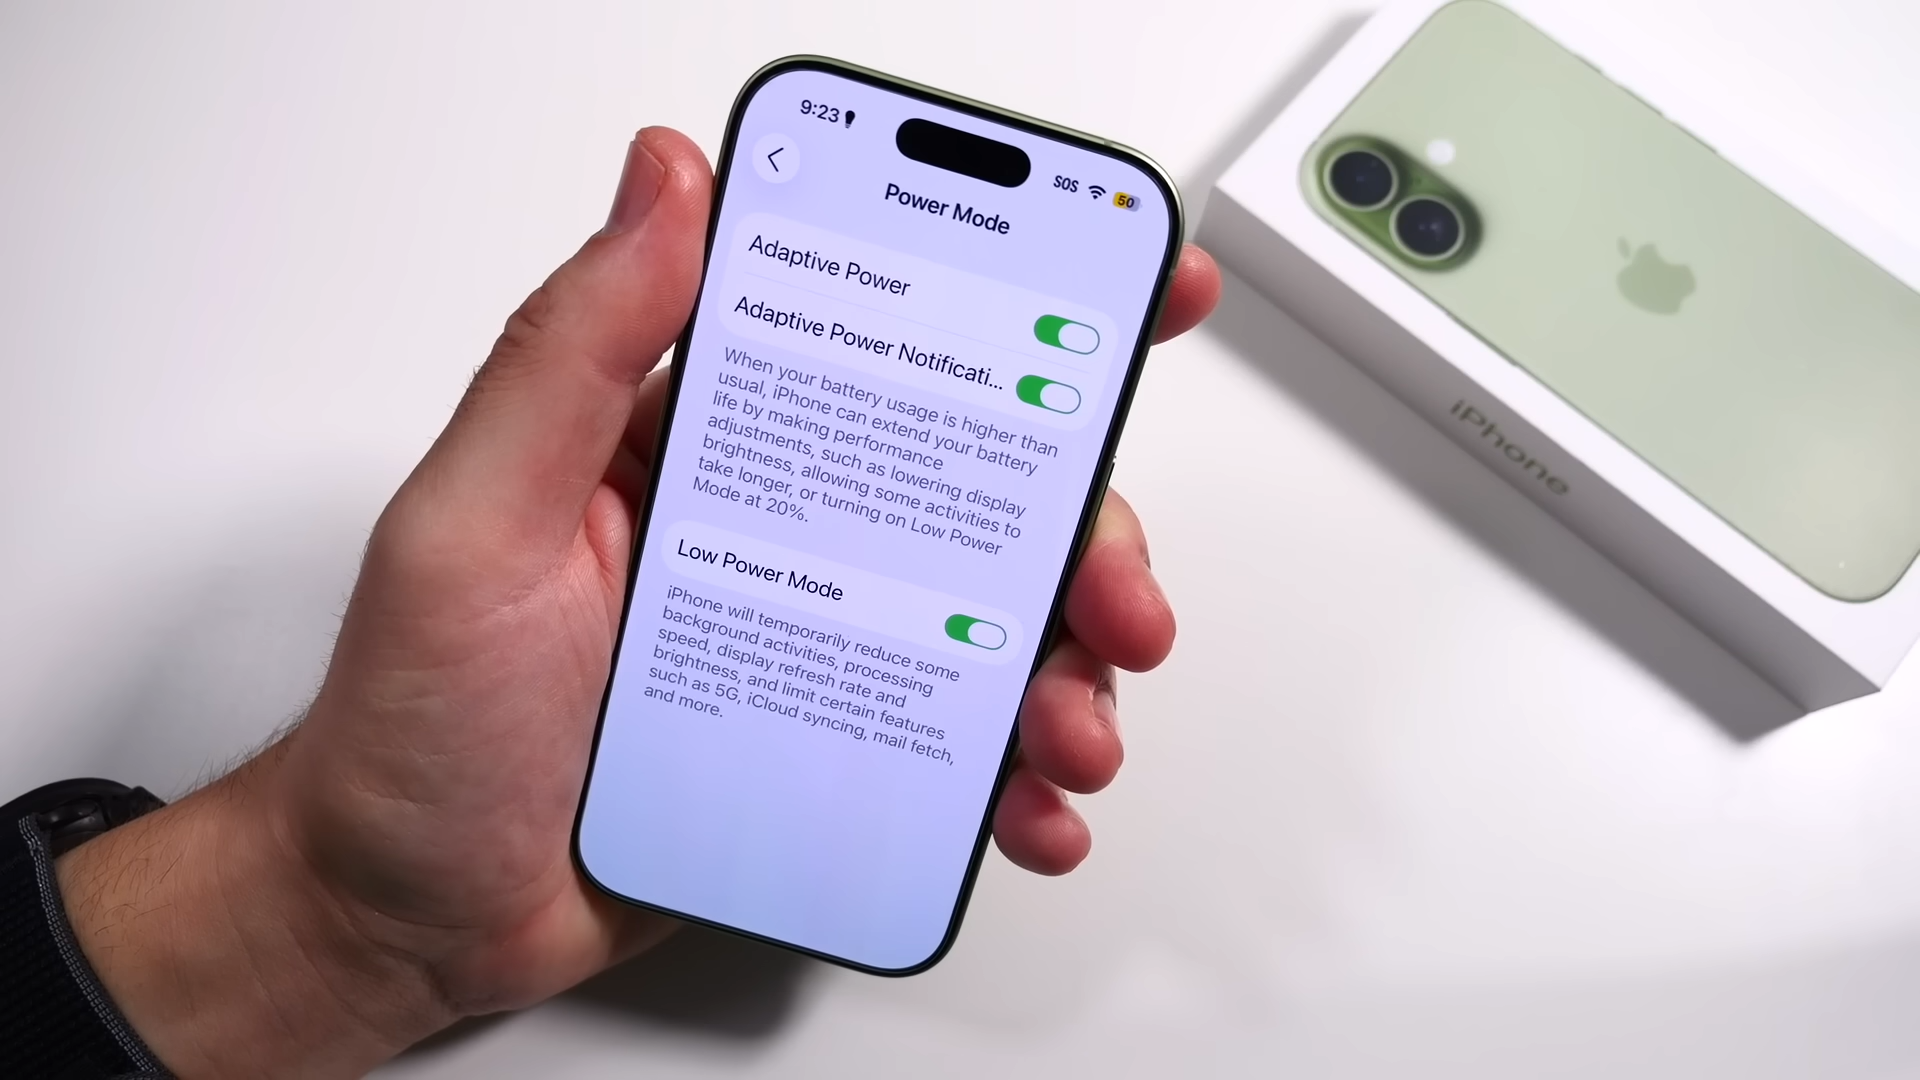 9:23
SOS
50
Power Mode
Adaptive Power
Adaptive Power Notificati...
When your battery usage is higher than
usual, iPhone can extend your battery
life by making performance
adjustments, such as lowering display
brightness, allowing some activities to
take longer, or turning on Low Power
Mode at 20%.
Low Power Mode
iPhone will temporarily reduce some
background activities, processing
speed, display refresh rate and
brightness, and limit certain features
such as 5G, iCloud syncing, mail fetch,
and more.
iPhone